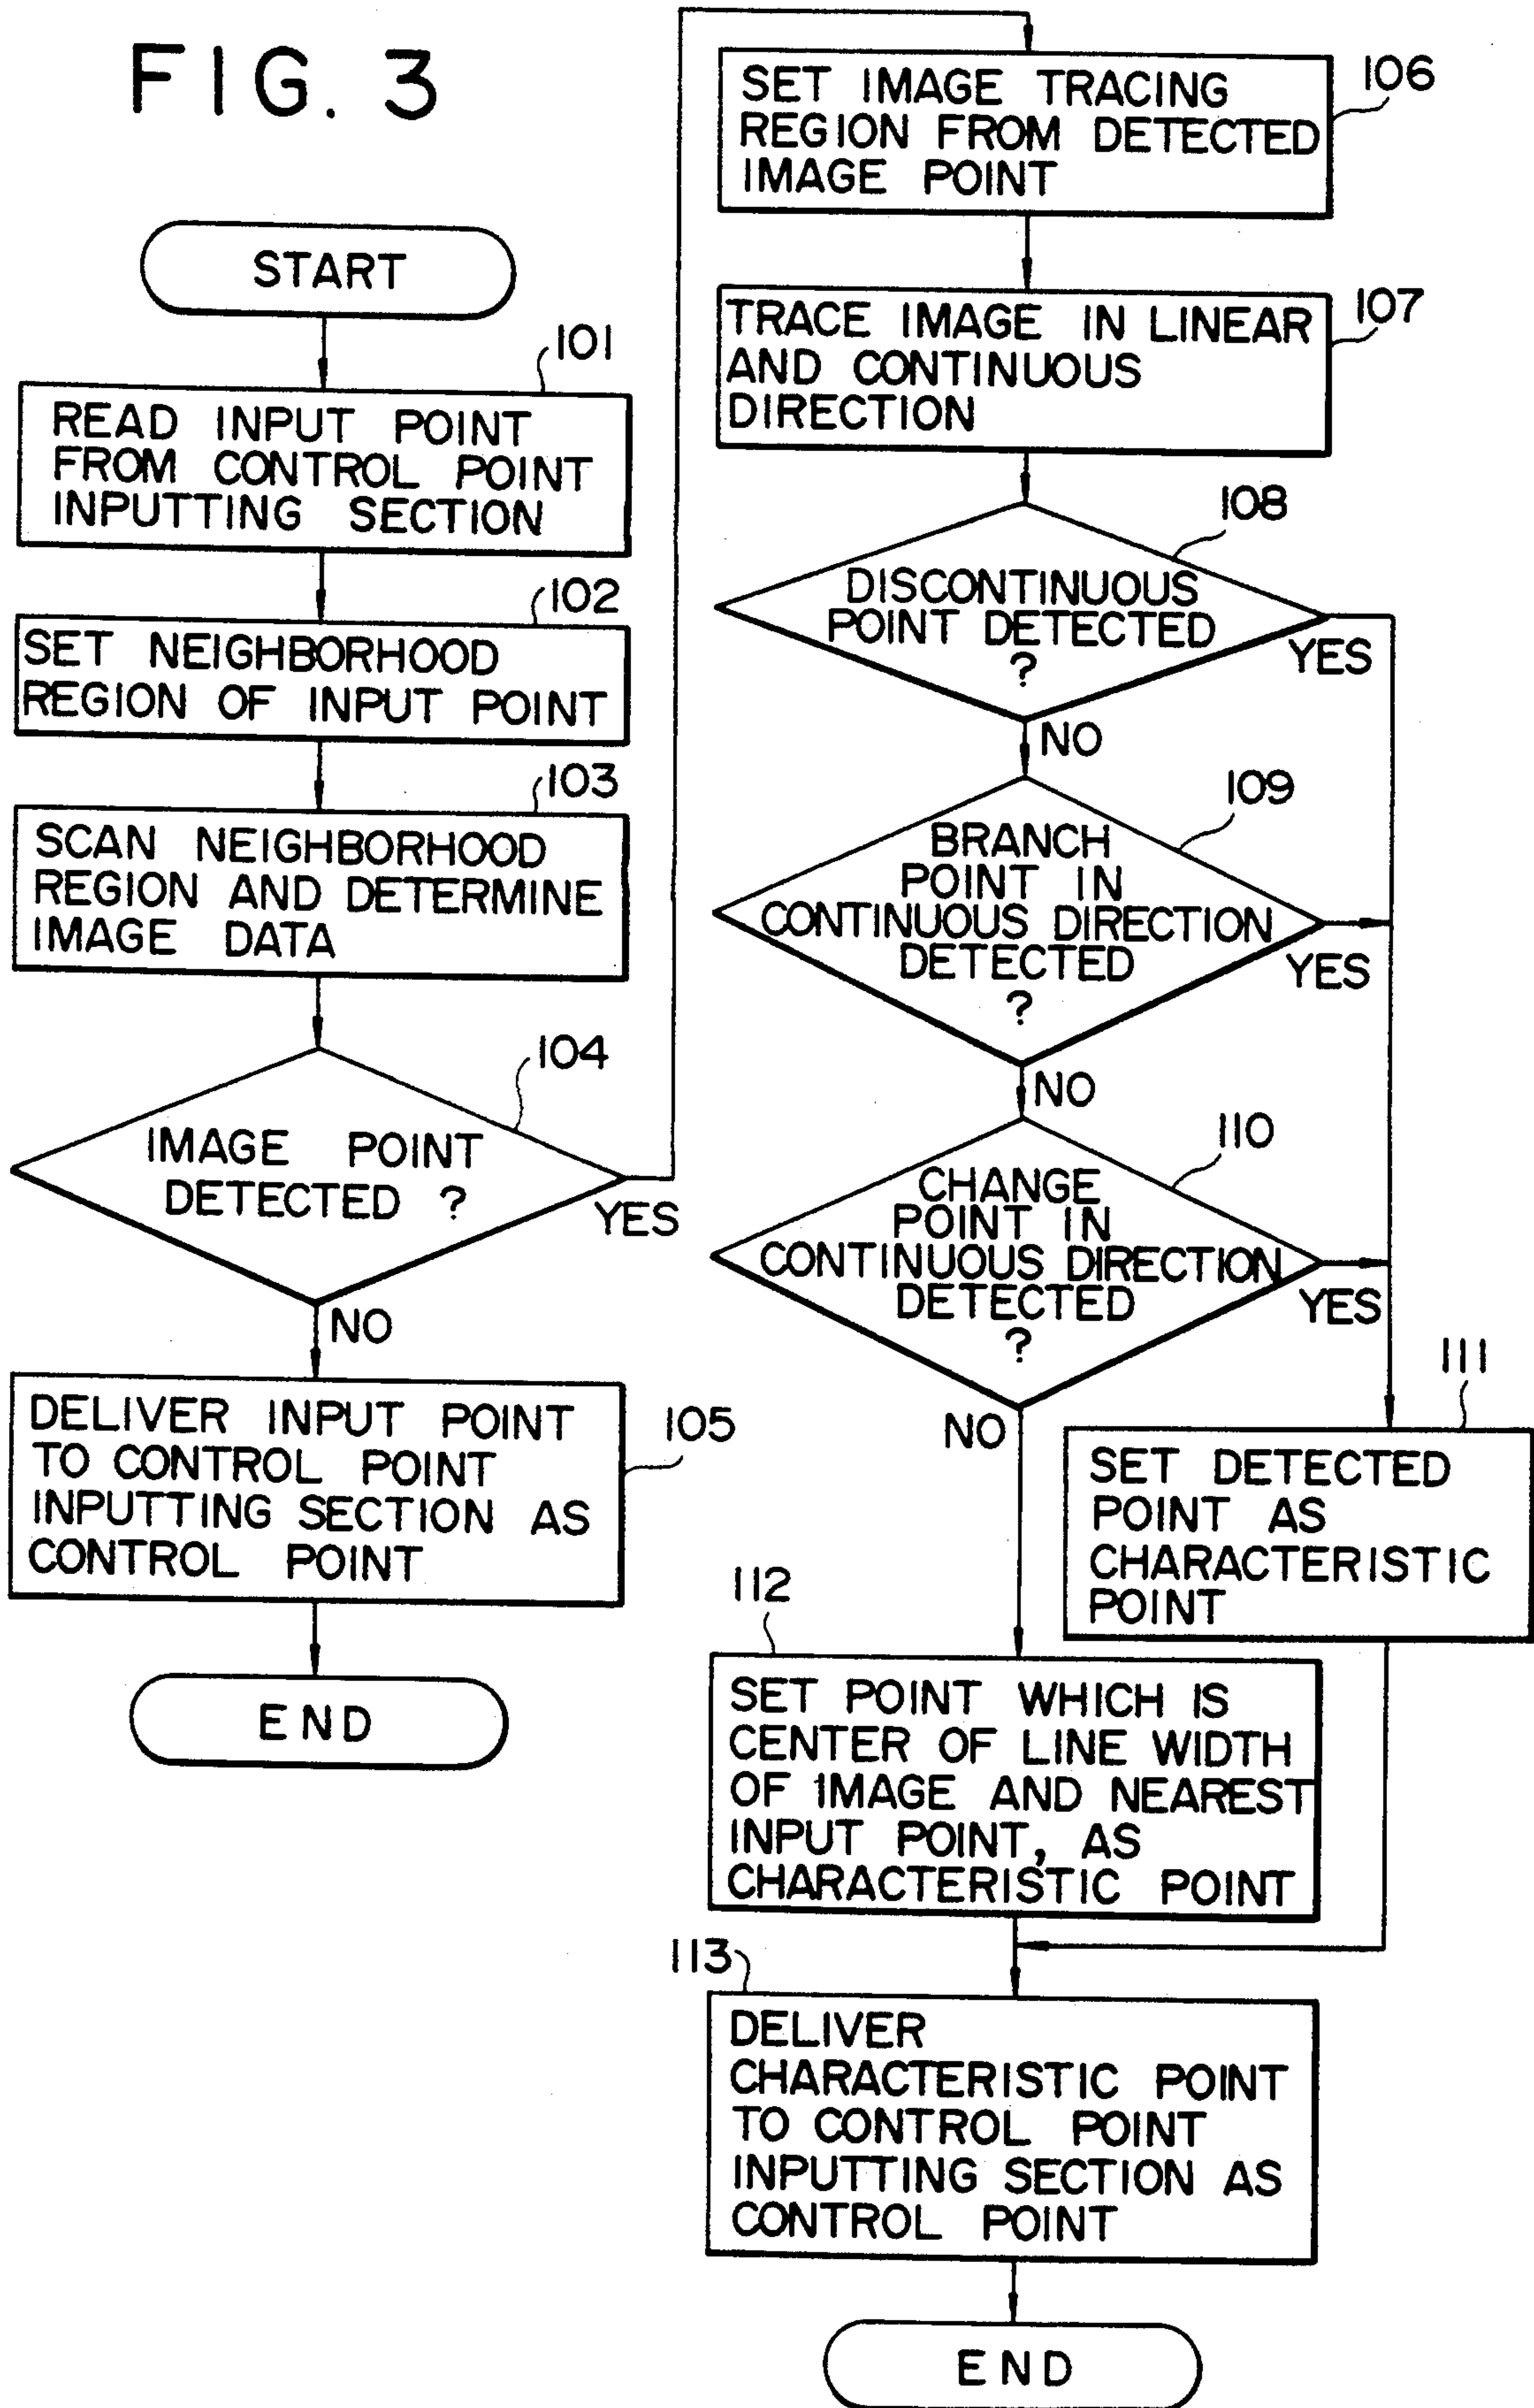 FIG. 3
START
101
READ INPUT POINT
FROM CONTROL POINT
INPUTTING SECTION
102
SET NEIGHBORHOOD
REGION OF INPUT POINT
103
SCAN NEIGHBORHOOD
REGION AND DETERMINE
IMAGE DATA
104
IMAGE POINT
DETECTED ?
YES
NO
DELIVER INPUT POINT
TO CONTROL POINT
INPUTTING SECTION AS
CONTROL POINT
105
END
106
SET IMAGE TRACING
REGION FROM DETECTED
IMAGE POINT
107
TRACE IMAGE IN LINEAR
AND CONTINUOUS
DIRECTION
108
DISCONTINUOUS
POINT DETECTED
?
YES
NO
109
BRANCH
POINT IN
CONTINUOUS DIRECTION
DETECTED
?
YES
NO
110
CHANGE
POINT IN
CONTINUOUS DIRECTION
DETECTED
?
YES
NO
111
SET DETECTED
POINT AS
CHARACTERISTIC
POINT
112
SET POINT WHICH IS
CENTER OF LINE WIDTH
OF IMAGE AND NEAREST
INPUT POINT, AS
CHARACTERISTIC POINT
113
DELIVER
CHARACTERISTIC POINT
TO CONTROL POINT
INPUTTING SECTION AS
CONTROL POINT
END